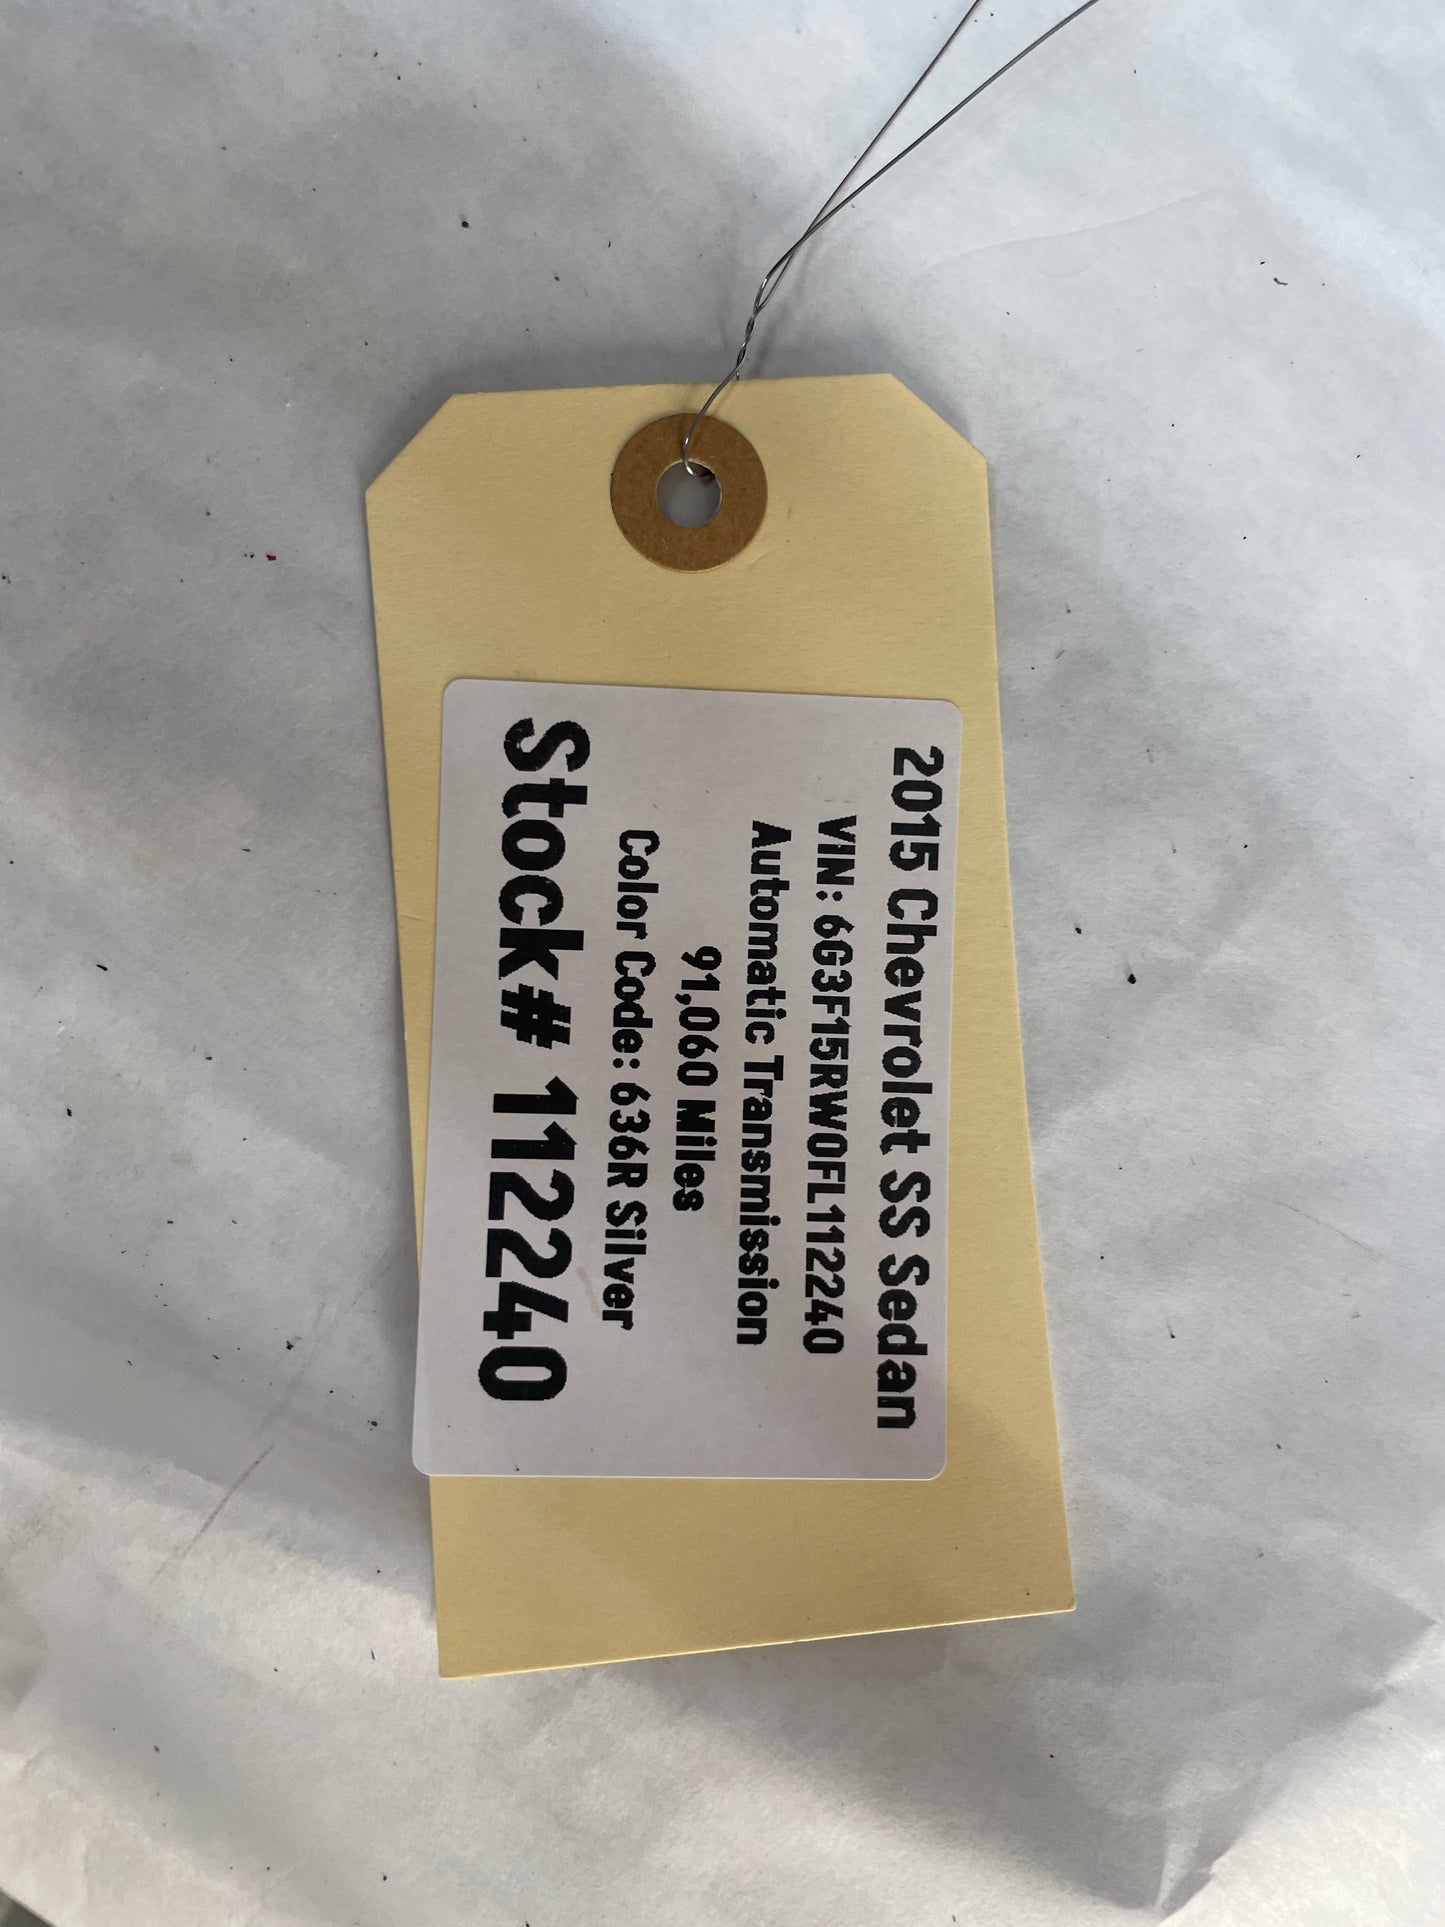 2015 Chevrolet SS Sedan
VIN: 6G3F15RW0FL112240
Automatic Transmission
91,060 Miles
Color Code: 636R Silver
Stock# 112240